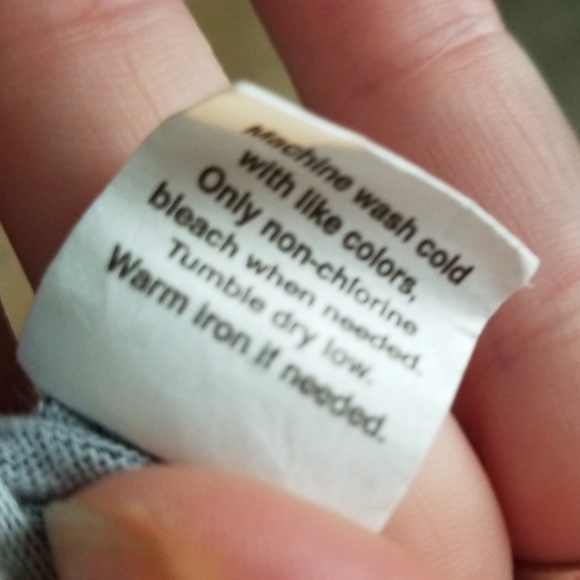 Machine wash cold
with like colors,
Only non-chlorine
bleach when needed.
Tumble dry low.
Warm iron if needed.